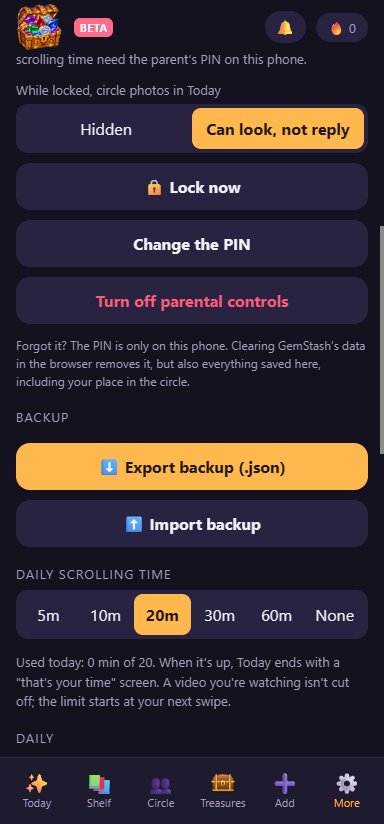 BETA
0
scrolling time need the parent's PIN on this phone.
While locked, circle photos in Today
Hidden
Can look, not reply
Lock now
Change the PIN
Turn off parental controls
Forgot it? The PIN is only on this phone. Clearing GemStash's data
in the browser removes it, but also everything saved here,
including your place in the circle.
BACKUP
Export backup (.json)
Import backup
DAILY SCROLLING TIME
5m 10m 20m 30m 60m None
Used today: 0 min of 20. When it's up, Today ends with a
"that's your time" screen. A video you're watching isn't cut
off; the limit starts at your next swipe.
DAILY
Today Shelf Circle Treasures Add More